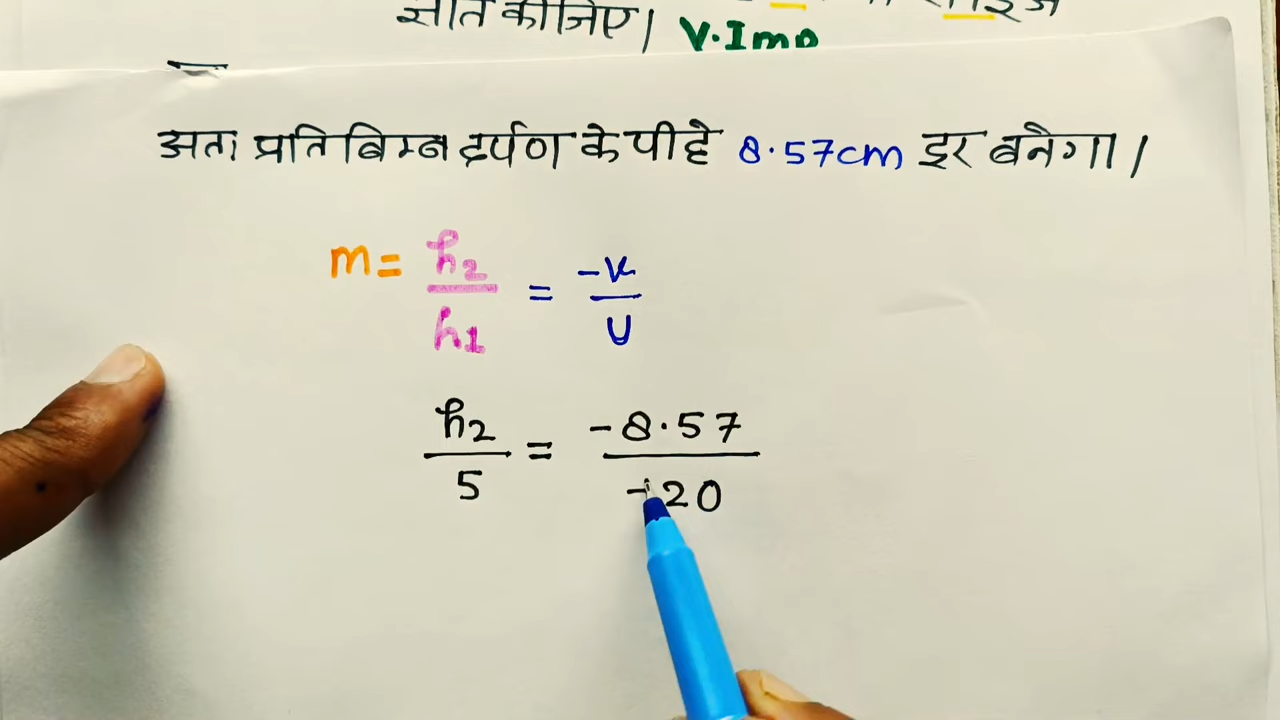 कीजिए। V.Imp
अतः प्रतिबिम्ब दर्पण के पीछे 8.57cm दूर बनेगा।
m = h2/h1 = -v/u
h2/5 = -8.57/-20